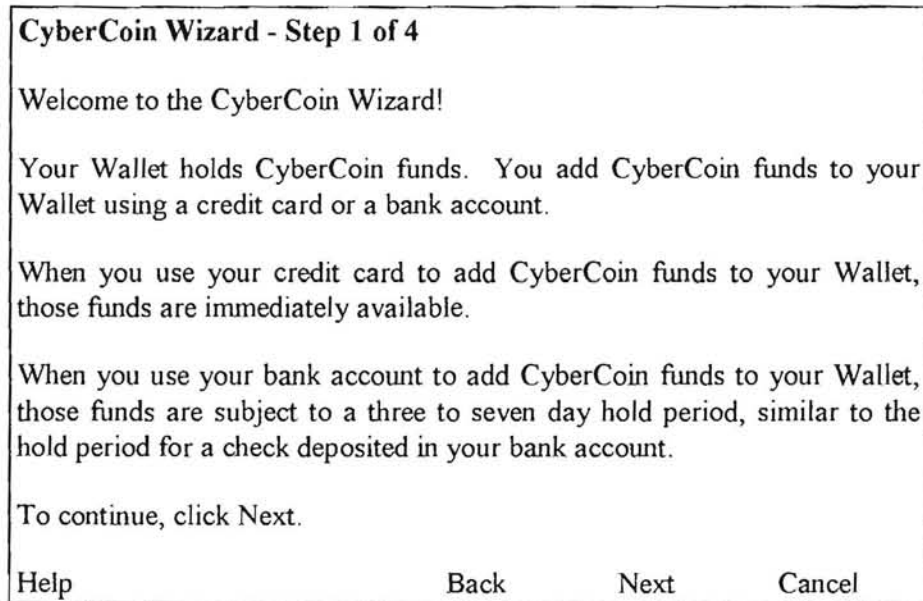 CyberCoin Wizard - Step 1 of 4
Welcome to the CyberCoin Wizard!
Your Wallet holds CyberCoin funds. You add CyberCoin funds to your
Wallet using a credit card or a bank account.
When you use your credit card to add CyberCoin funds to your Wallet,
those funds are immediately available.
When you use your bank account to add CyberCoin funds to your Wallet,
those funds are subject to a three to seven day hold period, similar to the
hold period for a check deposited in your bank account.
To continue, click Next.
Help Back Next Cancel